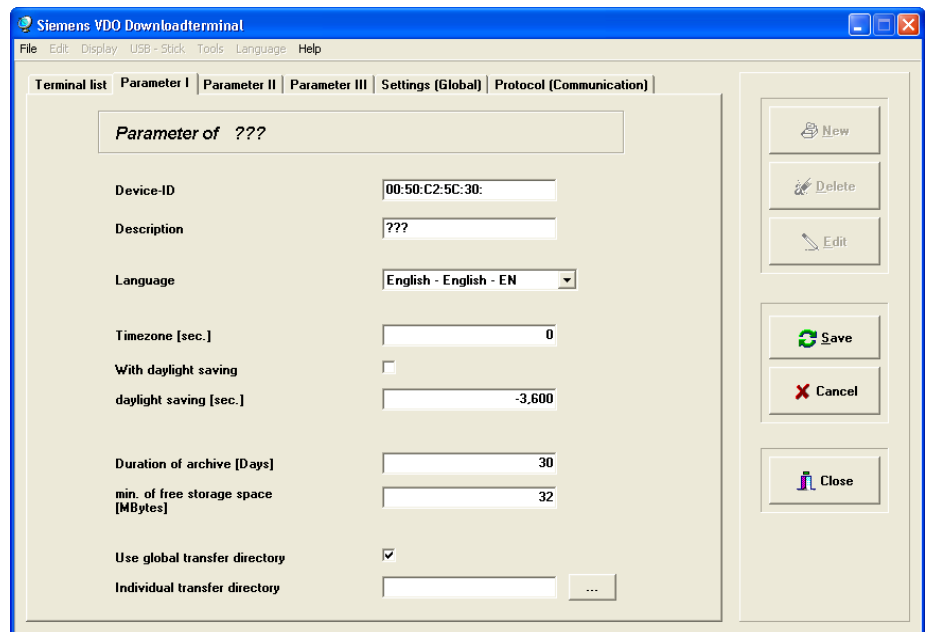 Siemens VDO Downloadterminal
File Edit Display USB - Stick Tools Language Help
Terminal list Parameter I Parameter II Parameter III Settings (Global) Protocol (Communication)
Parameter of ???
Device-ID 00:50:C2:5C:30:
Description ???
Language English - English - EN
Timezone [sec.] 0
With daylight saving
daylight saving [sec.] -3,600
Duration of archive [Days] 30
min. of free storage space
[MBytes] 32
Use global transfer directory
Individual transfer directory ...
New
Delete
Edit
Save
Cancel
Close